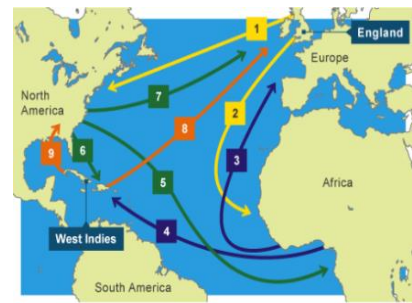 1
England
Europe
North
America
7
2
8
3
9
6
Africa
5
West Indies
4
South America